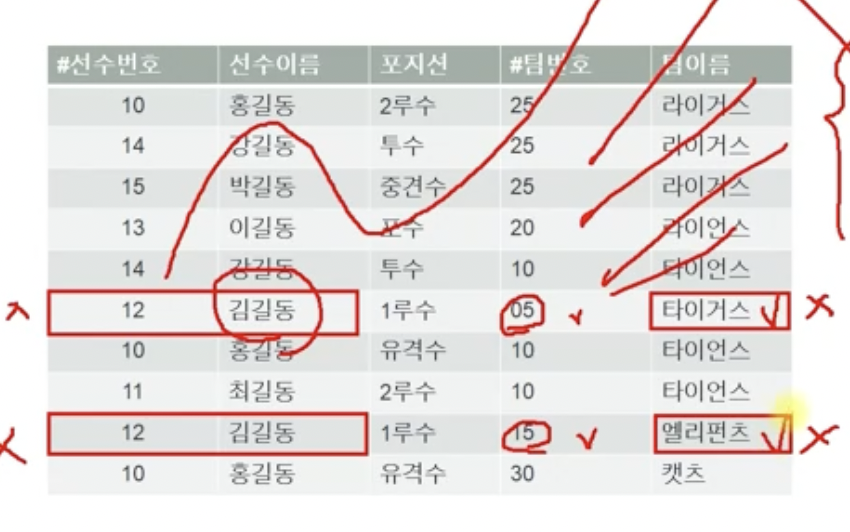 #선수번호 선수이름 포지션 #팀번호 팀이름
10 홍길동 2루수 25 라이거스
14 강길동 투수 25 라이거스
15 박길동 중견수 25 라이거스
13 이길동 포수 20 라이언스
14 강길동 투수 10 타이언스
12 김길동 1루수 05 타이거스
10 홍길동 유격수 10 타이언스
11 최길동 2루수 10 타이언스
12 김길동 1루수 15 엘리펀츠
10 홍길동 유격수 30 캣츠